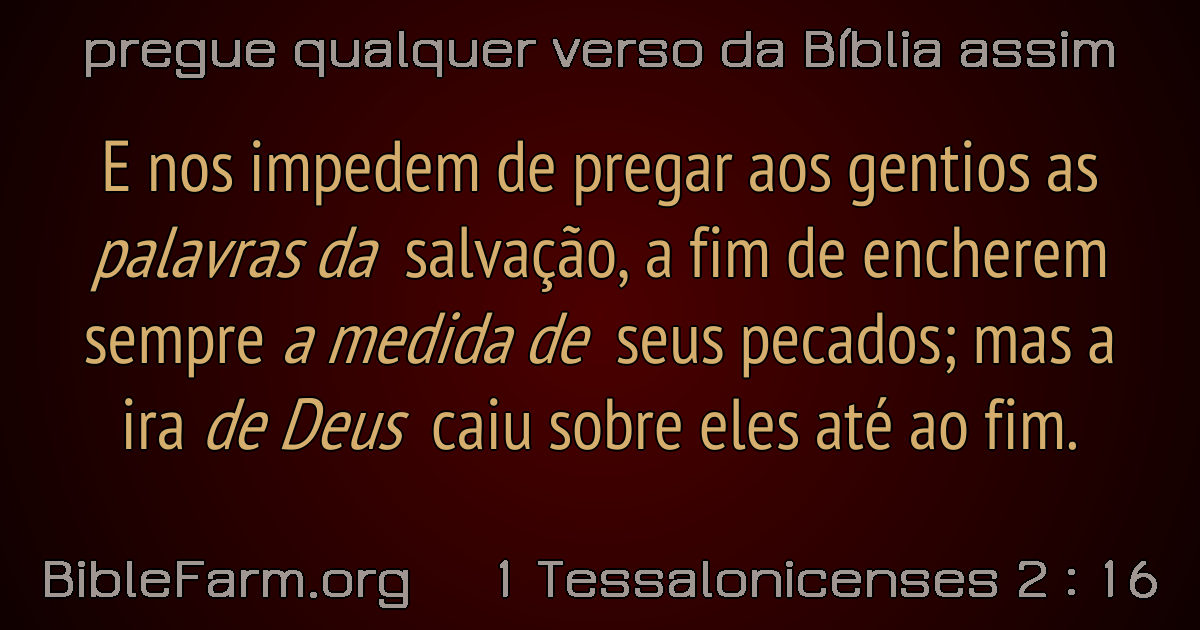 pregue qualquer verso da Bíblia assim
E nos impedem de pregar aos gentios as
palavras da salvação, a fim de encherem
sempre a medida de seus pecados; mas a
ira de Deus caiu sobre eles até ao fim.
BibleFarm.org 1 Tessalonicenses 2 : 16